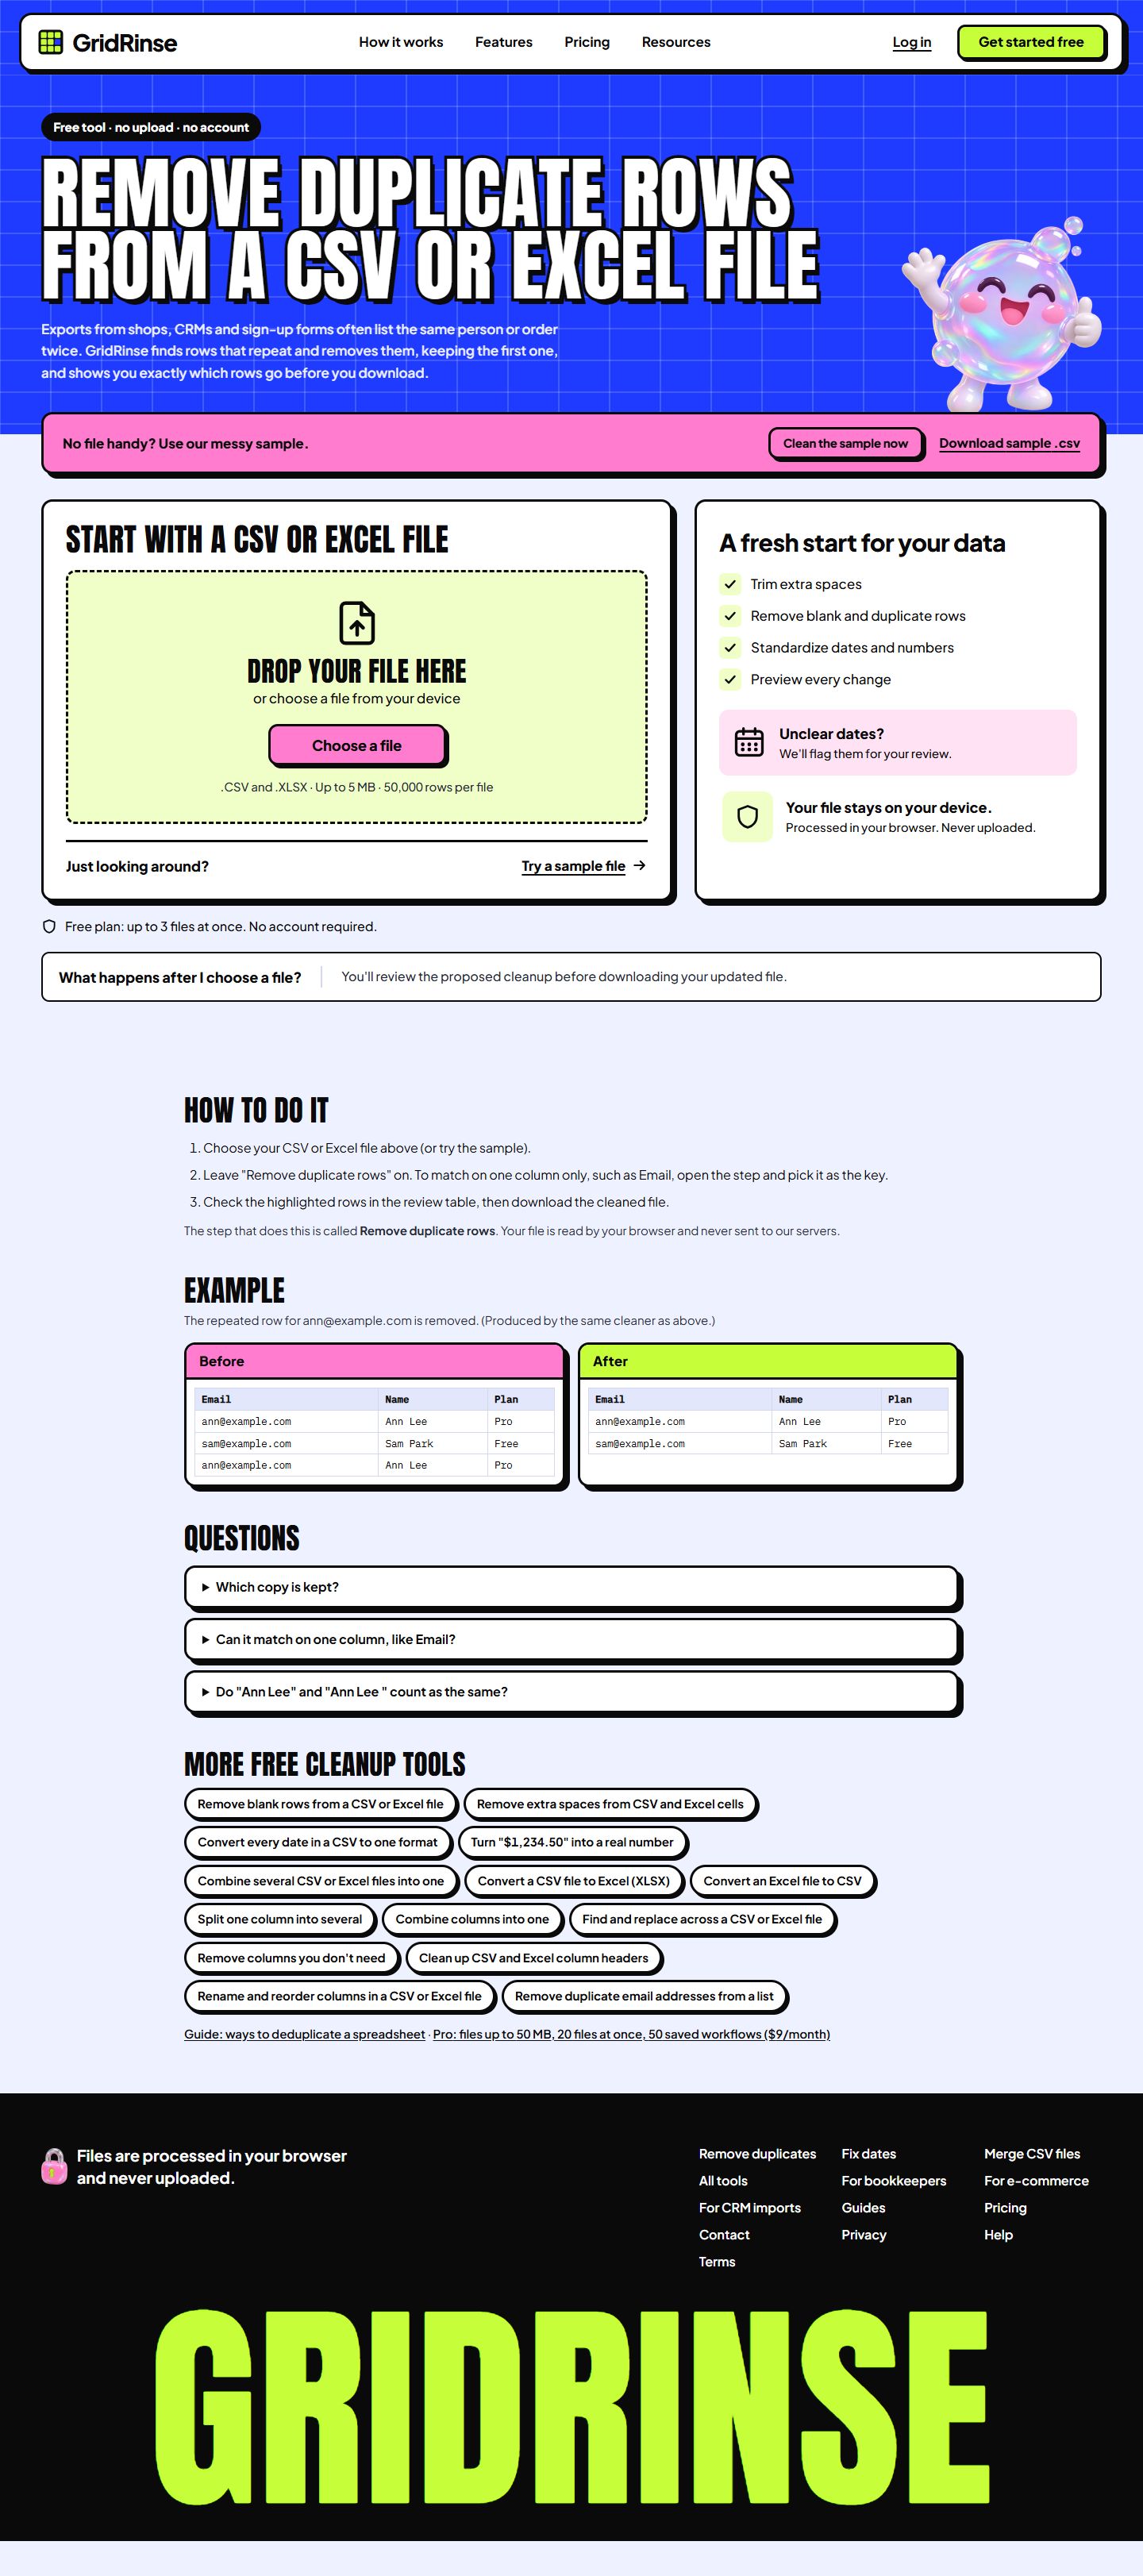 GridRinse
How it works
Features
Pricing
Resources
Log in
Get started free
Free tool · no upload · no account
REMOVE DUPLICATE ROWS
FROM A CSV OR EXCEL FILE
Exports from shops, CRMs and sign-up forms often list the same person or order
twice. GridRinse finds rows that repeat and removes them, keeping the first one,
and shows you exactly which rows go before you download.
No file handy? Use our messy sample.
Clean the sample now
Download sample .csv
START WITH A CSV OR EXCEL FILE
DROP YOUR FILE HERE
or choose a file from your device
Choose a file
.CSV and .XLSX · Up to 5 MB · 50,000 rows per file
Just looking around?
Try a sample file →
A fresh start for your data
Trim extra spaces
Remove blank and duplicate rows
Standardize dates and numbers
Preview every change
Unclear dates?
We'll flag them for your review.
Your file stays on your device.
Processed in your browser. Never uploaded.
Free plan: up to 3 files at once. No account required.
What happens after I choose a file?
You'll review the proposed cleanup before downloading your updated file.
HOW TO DO IT
1. Choose your CSV or Excel file above (or try the sample).
2. Leave "Remove duplicate rows" on. To match on one column only, such as Email, open the step and pick it as the key.
3. Check the highlighted rows in the review table, then download the cleaned file.
The step that does this is called Remove duplicate rows. Your file is read by your browser and never sent to our servers.
EXAMPLE
The repeated row for ann@example.com is removed. (Produced by the same cleaner as above.)
Before
Email Name Plan
ann@example.com Ann Lee Pro
sam@example.com Sam Park Free
ann@example.com Ann Lee Pro
After
Email Name Plan
ann@example.com Ann Lee Pro
sam@example.com Sam Park Free
QUESTIONS
Which copy is kept?
Can it match on one column, like Email?
Do "Ann Lee" and "Ann Lee " count as the same?
MORE FREE CLEANUP TOOLS
Remove blank rows from a CSV or Excel file
Remove extra spaces from CSV and Excel cells
Convert every date in a CSV to one format
Turn "$1,234.50" into a real number
Combine several CSV or Excel files into one
Convert a CSV file to Excel (XLSX)
Convert an Excel file to CSV
Split one column into several
Combine columns into one
Find and replace across a CSV or Excel file
Remove columns you don't need
Clean up CSV and Excel column headers
Rename and reorder columns in a CSV or Excel file
Remove duplicate email addresses from a list
Guide: ways to deduplicate a spreadsheet · Pro: files up to 50 MB, 20 files at once, 50 saved workflows ($9/month)
Files are processed in your browser
and never uploaded.
Remove duplicates
Fix dates
Merge CSV files
All tools
For bookkeepers
For e-commerce
For CRM imports
Guides
Pricing
Contact
Privacy
Help
Terms
GRIDRINSE